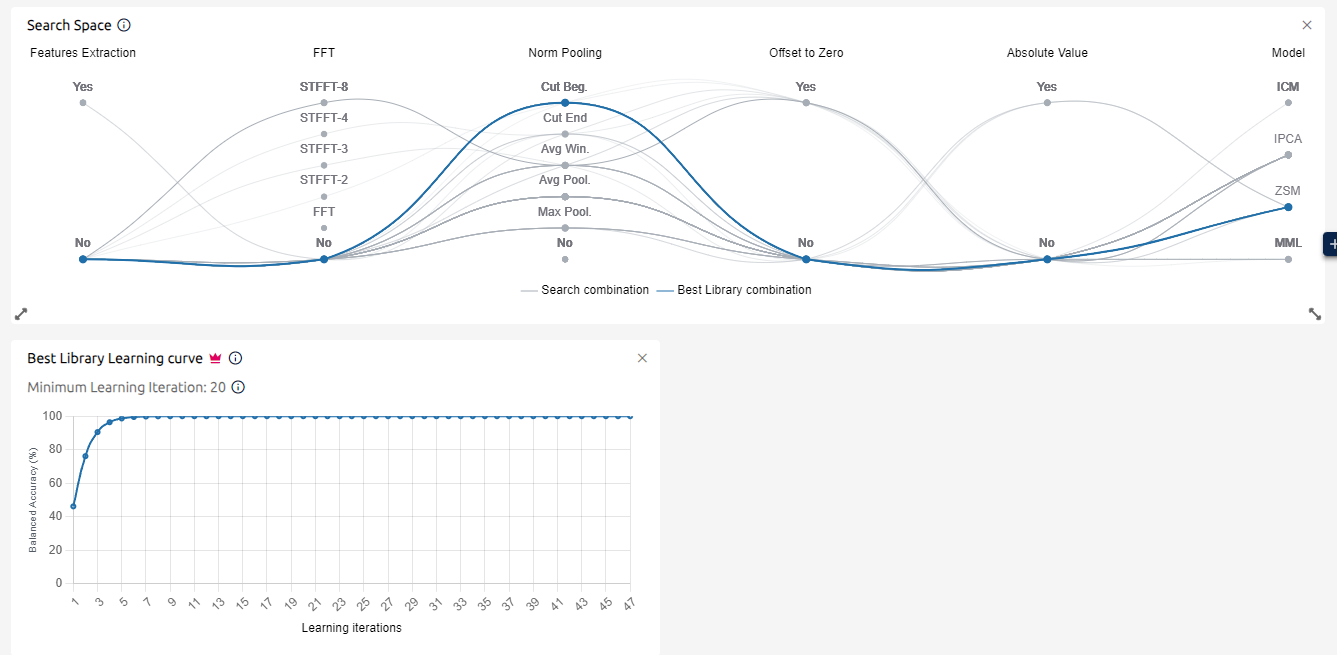 Search Space
Features Extraction FFT Norm Pooling Offset to Zero Absolute Value Model
Yes STFFT-8 Cut Beg. Yes Yes ICM
STFFT-4 Cut End
IPCA
STFFT-3 Avg Win.
STFFT-2 Avg Pool.
ZSM
FFT Max Pool.
No No No No No MML
Search combination Best Library combination
Best Library Learning curve
Minimum Learning Iteration: 20
100
80
60
40
20
0
Balanced Accuracy (%)
1 3 5 7 9 11 13 15 17 19 21 23 25 27 29 31 33 35 37 39 41 43 45 47
Learning iterations